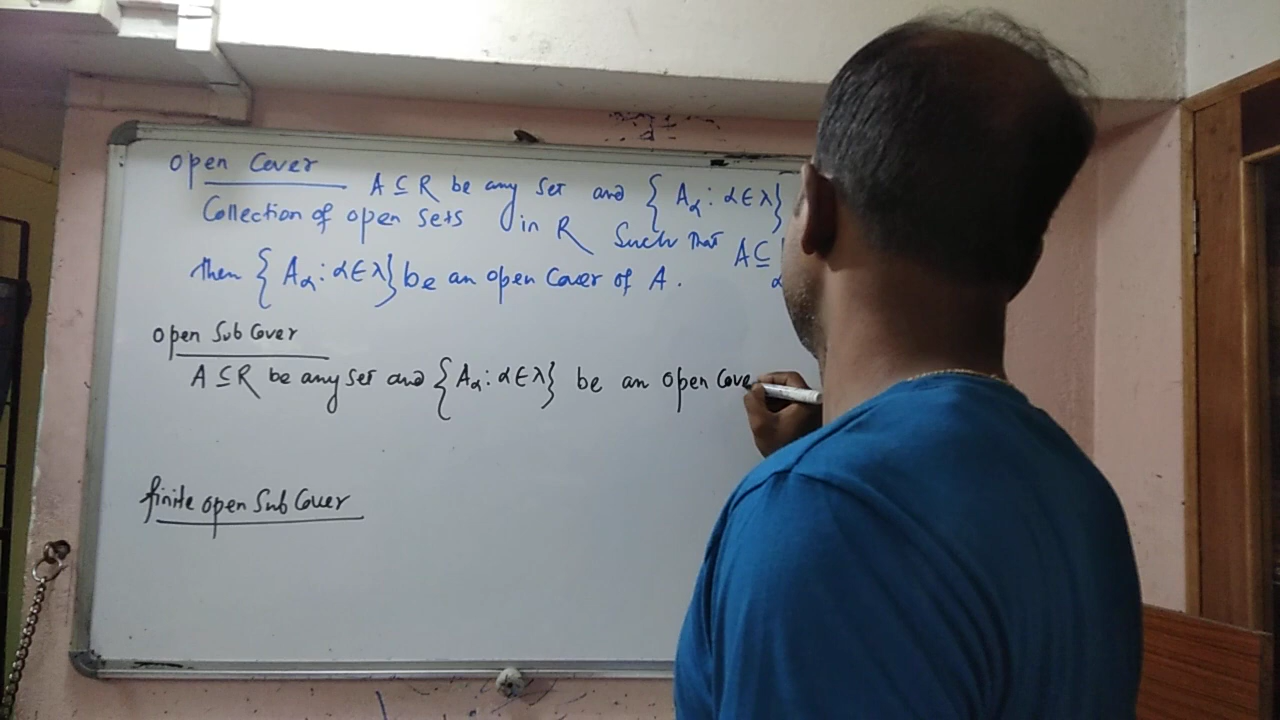 Open Cover
A ⊆ R be any set and { Aα : α ∈ λ }
Collection of open sets in R Such that A ⊆
α
then { Aα : α ∈ λ } be an open Cover of A.
Open Sub Cover
A ⊆ R be any set and { Aα : α ∈ λ } be an open Cove
finite open Sub Cover